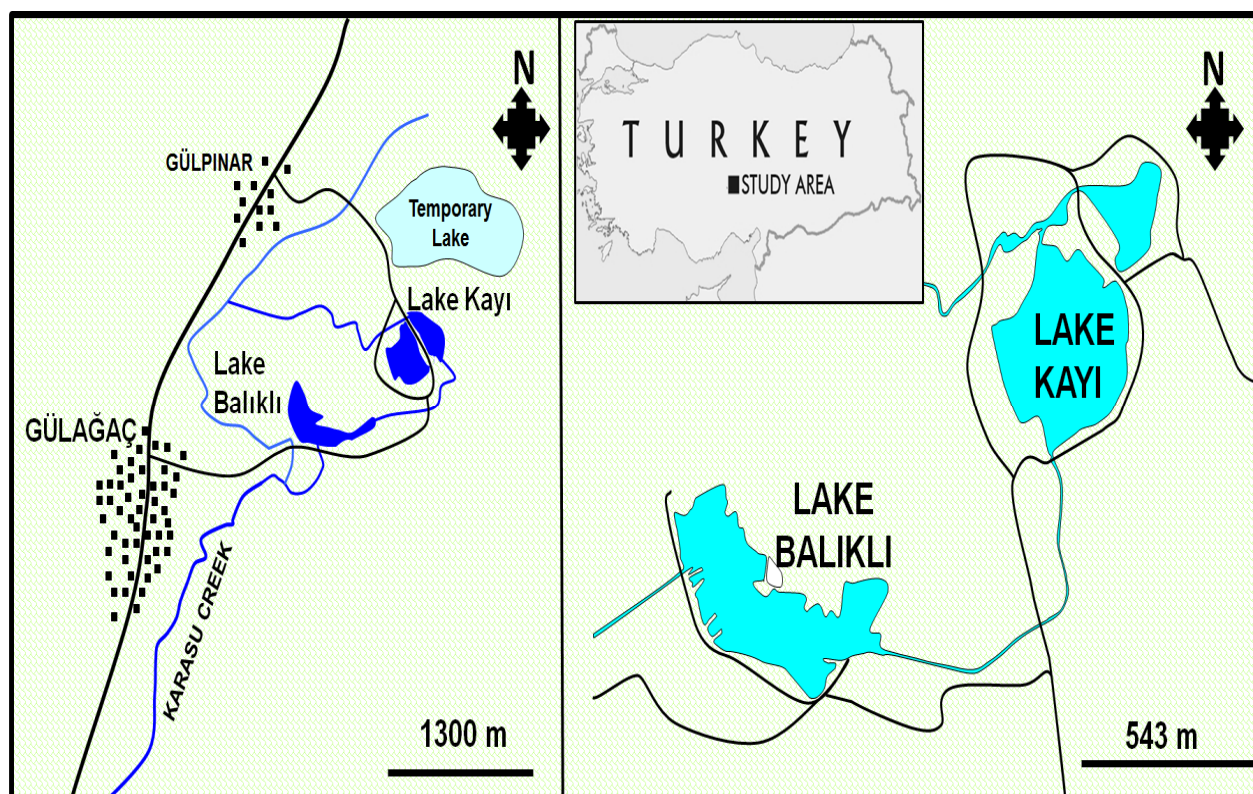 N
GÜLPINAR
Temporary
Lake
Lake Kayı
Lake
Balıklı
GÜLAĞAÇ
KARASU CREEK
1300 m
TURKEY
STUDY AREA
N
LAKE
KAYI
LAKE
BALIKLI
543 m